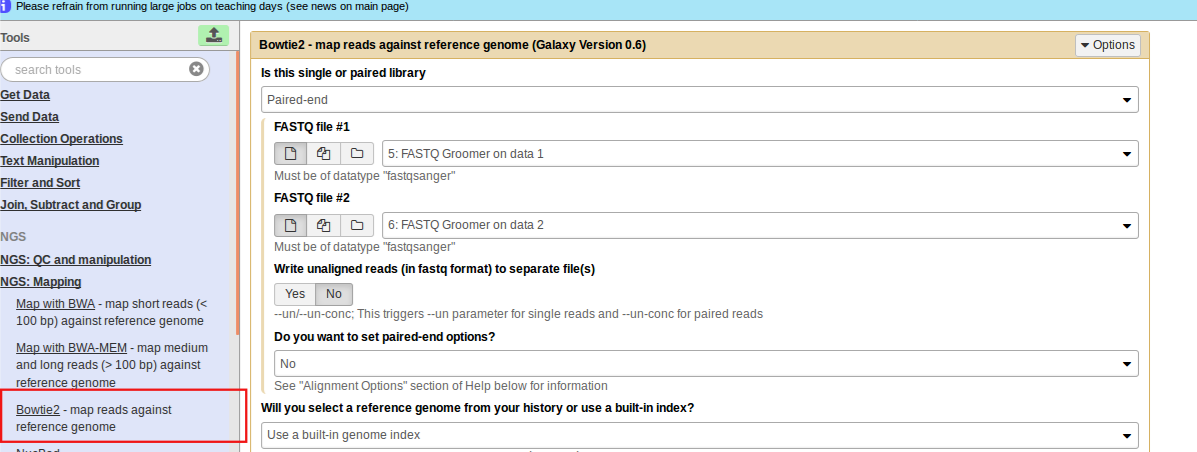 Please refrain from running large jobs on teaching days (see news on main page)
Tools
search tools
Get Data
Send Data
Collection Operations
Text Manipulation
Filter and Sort
Join, Subtract and Group
NGS
NGS: QC and manipulation
NGS: Mapping
Map with BWA - map short reads (<
100 bp) against reference genome
Map with BWA-MEM - map medium
and long reads (> 100 bp) against
reference genome
Bowtie2 - map reads against
reference genome
Bowtie2 - map reads against reference genome (Galaxy Version 0.6)
Options
Is this single or paired library
Paired-end
FASTQ file #1
5: FASTQ Groomer on data 1
Must be of datatype "fastqsanger"
FASTQ file #2
6: FASTQ Groomer on data 2
Must be of datatype "fastqsanger"
Write unaligned reads (in fastq format) to separate file(s)
Yes No
--un/--un-conc; This triggers --un parameter for single reads and --un-conc for paired reads
Do you want to set paired-end options?
No
See "Alignment Options" section of Help below for information
Will you select a reference genome from your history or use a built-in index?
Use a built-in genome index